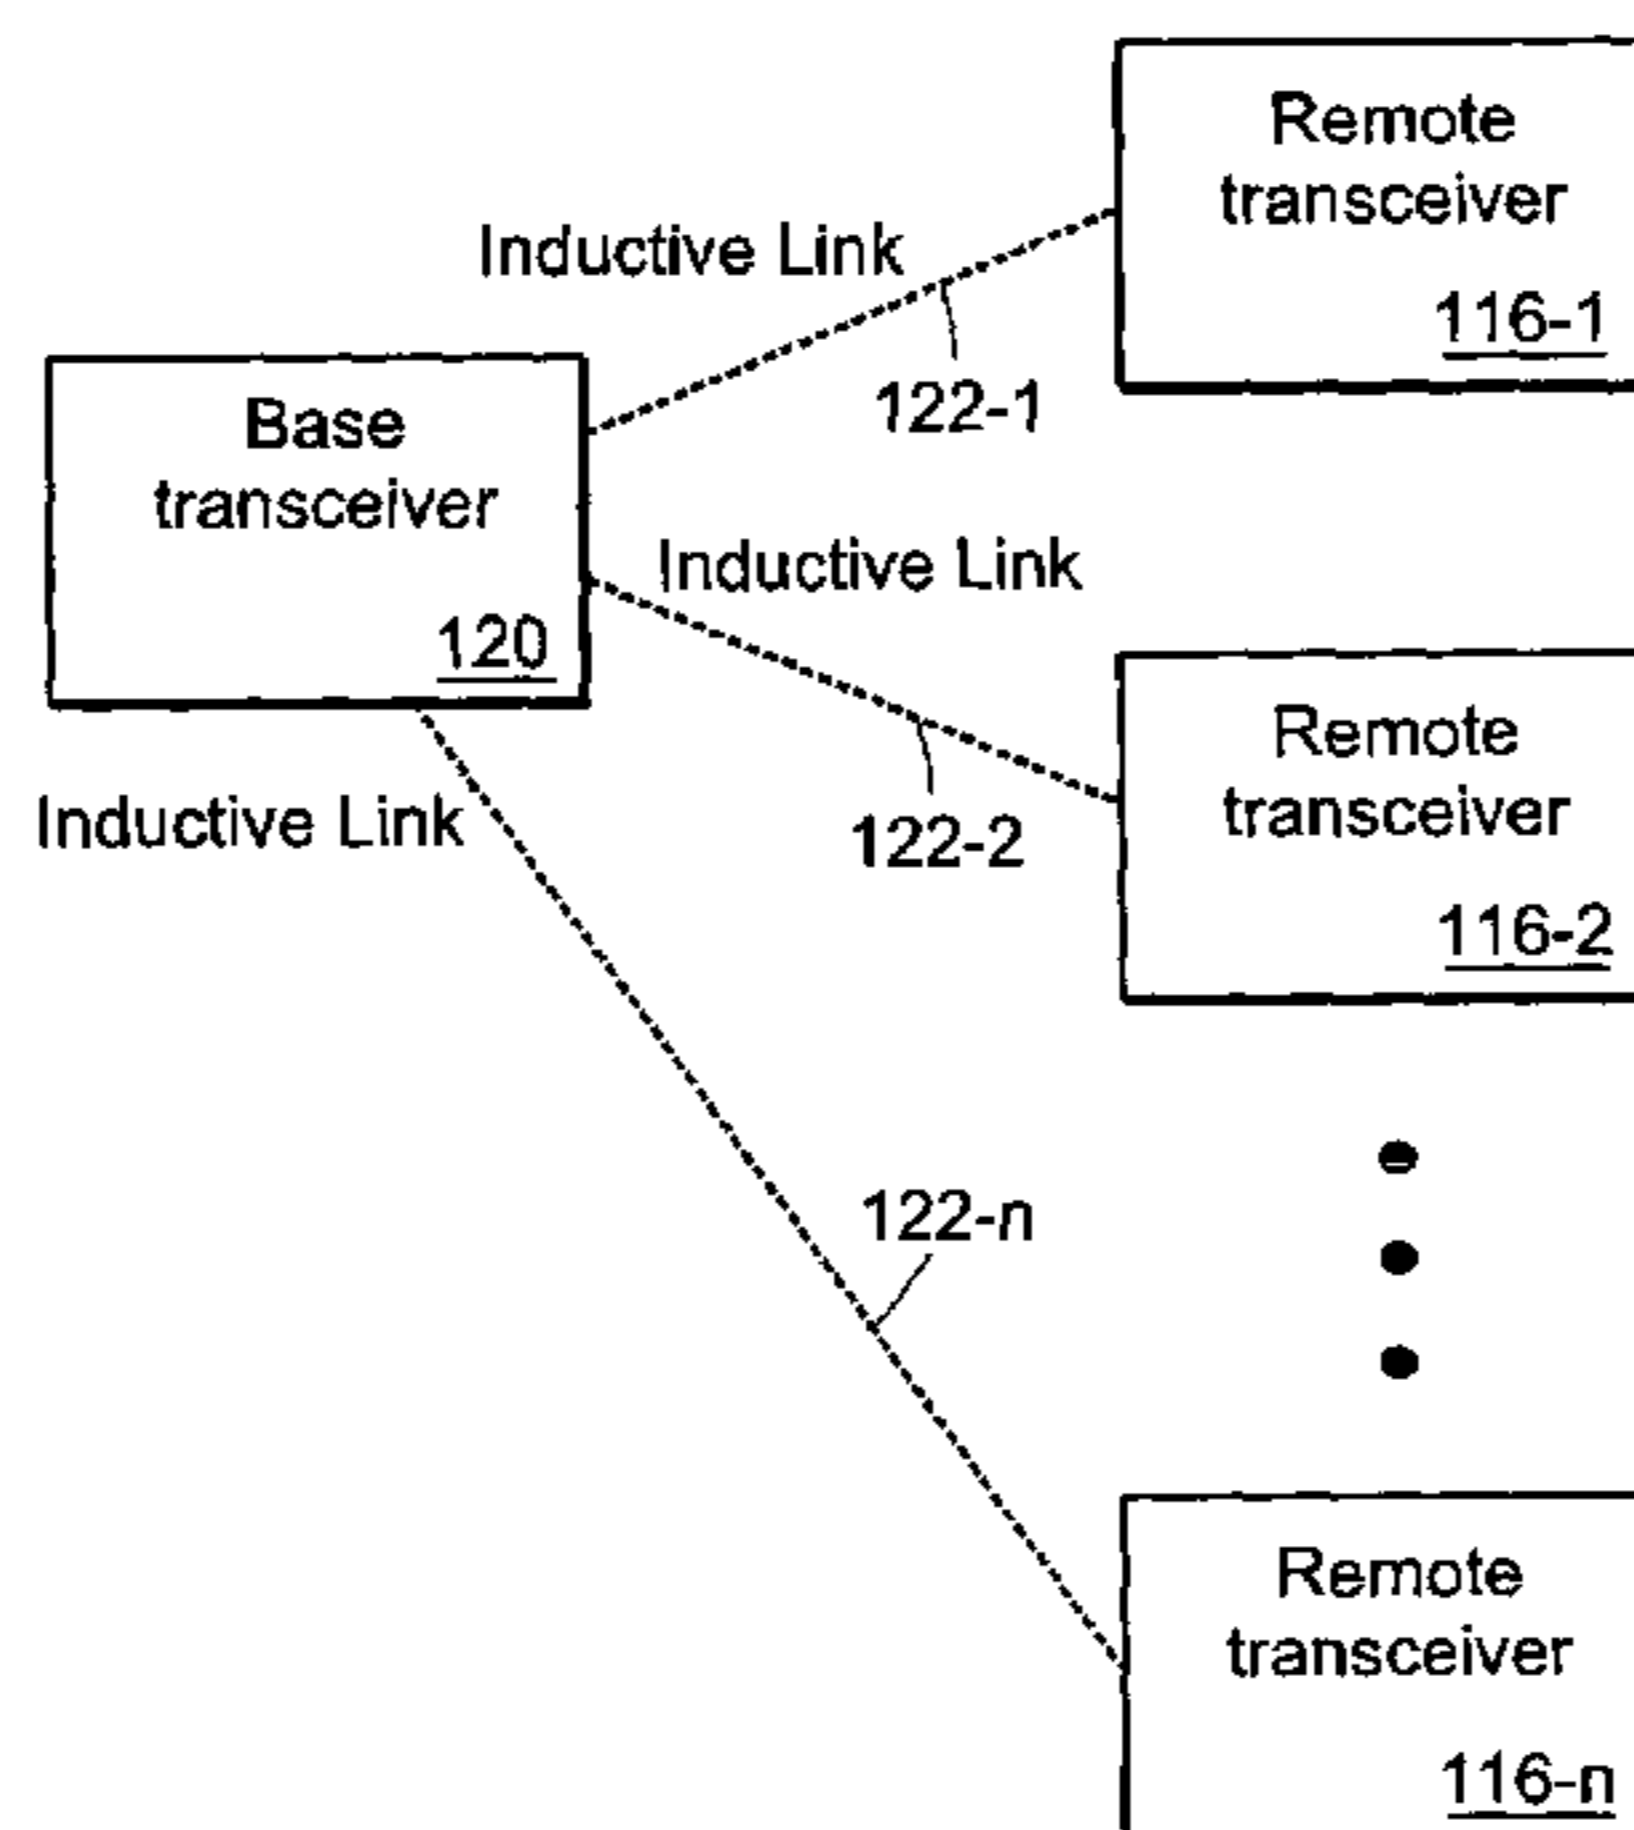 Remote
transceiver
116-1
Inductive Link
122-1
Base
transceiver
120
Inductive Link
122-2
Remote
transceiver
116-2
Inductive Link
122-n
Remote
transceiver
116-n